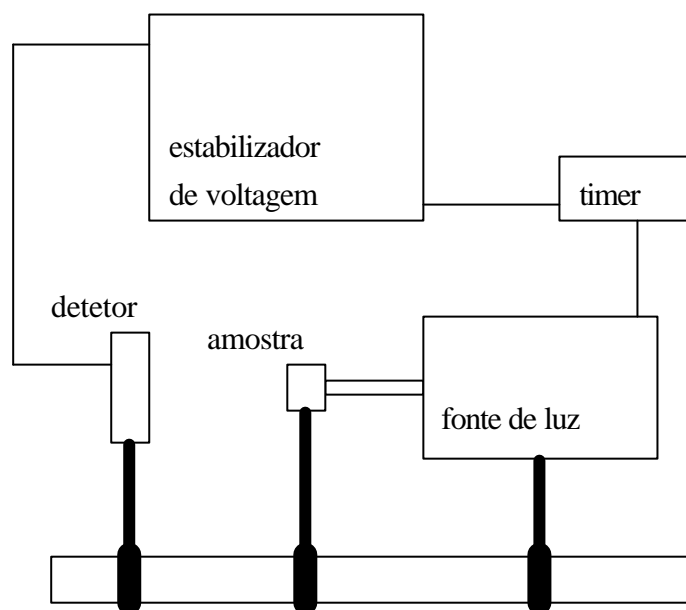 estabilizador
de voltagem
timer
detetor
amostra
fonte de luz